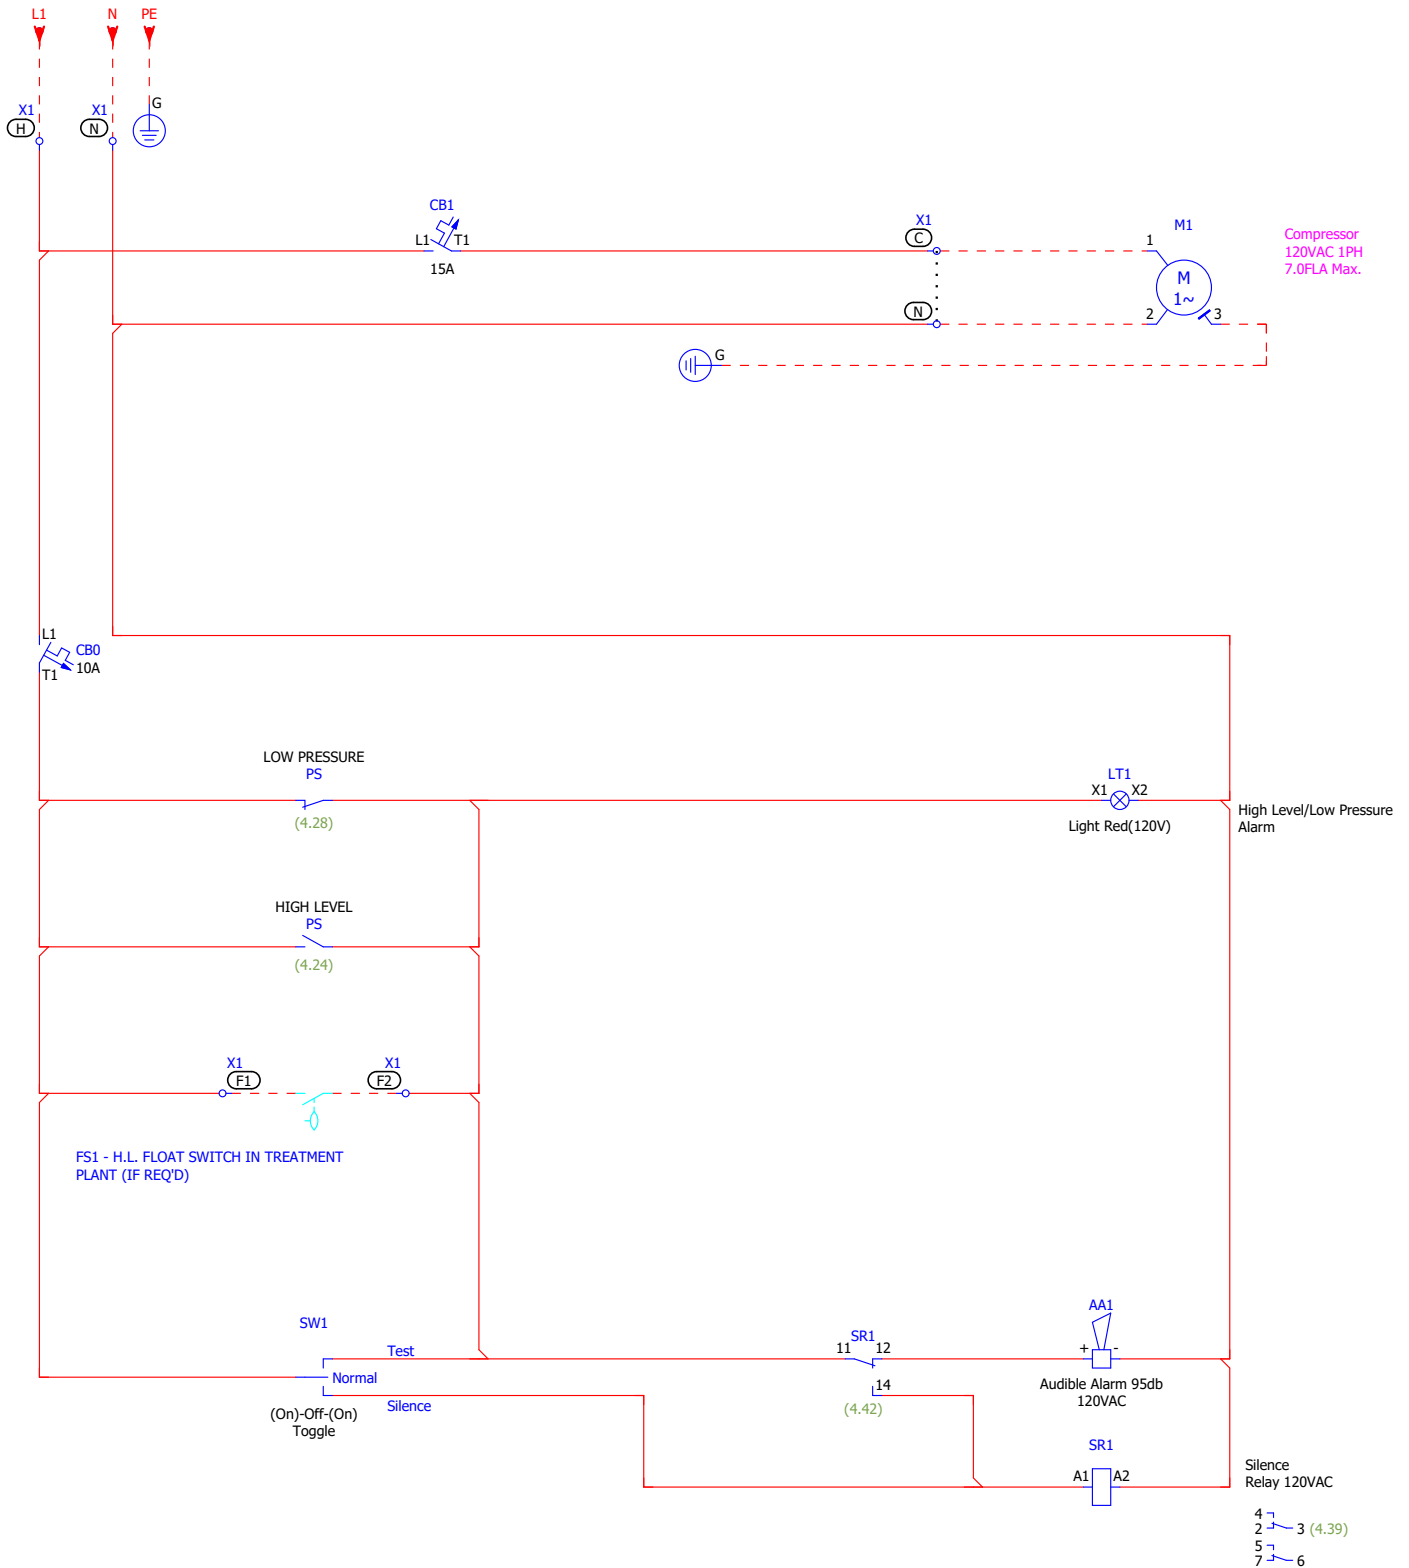 L1 N PE
X1 X1 G
H N
CB1
L1 T1
15A
X1
C
M1
1
Compressor
120VAC 1PH
7.0FLA Max.
M
1~
N
2 3
G
L1
CB0
10A
T1
LOW PRESSURE
PS
(4.28)
LT1
X1 X2
Light Red(120V)
High Level/Low Pressure
Alarm
HIGH LEVEL
PS
(4.24)
X1 X1
F1 F2
FS1 - H.L. FLOAT SWITCH IN TREATMENT
PLANT (IF REQ'D)
SW1
Test
Normal
Silence
(On)-Off-(On)
Toggle
SR1
11 12
14
(4.42)
AA1
+ -
Audible Alarm 95db
120VAC
SR1
A1 A2
Silence
Relay 120VAC
4
2 3 (4.39)
5
7 6